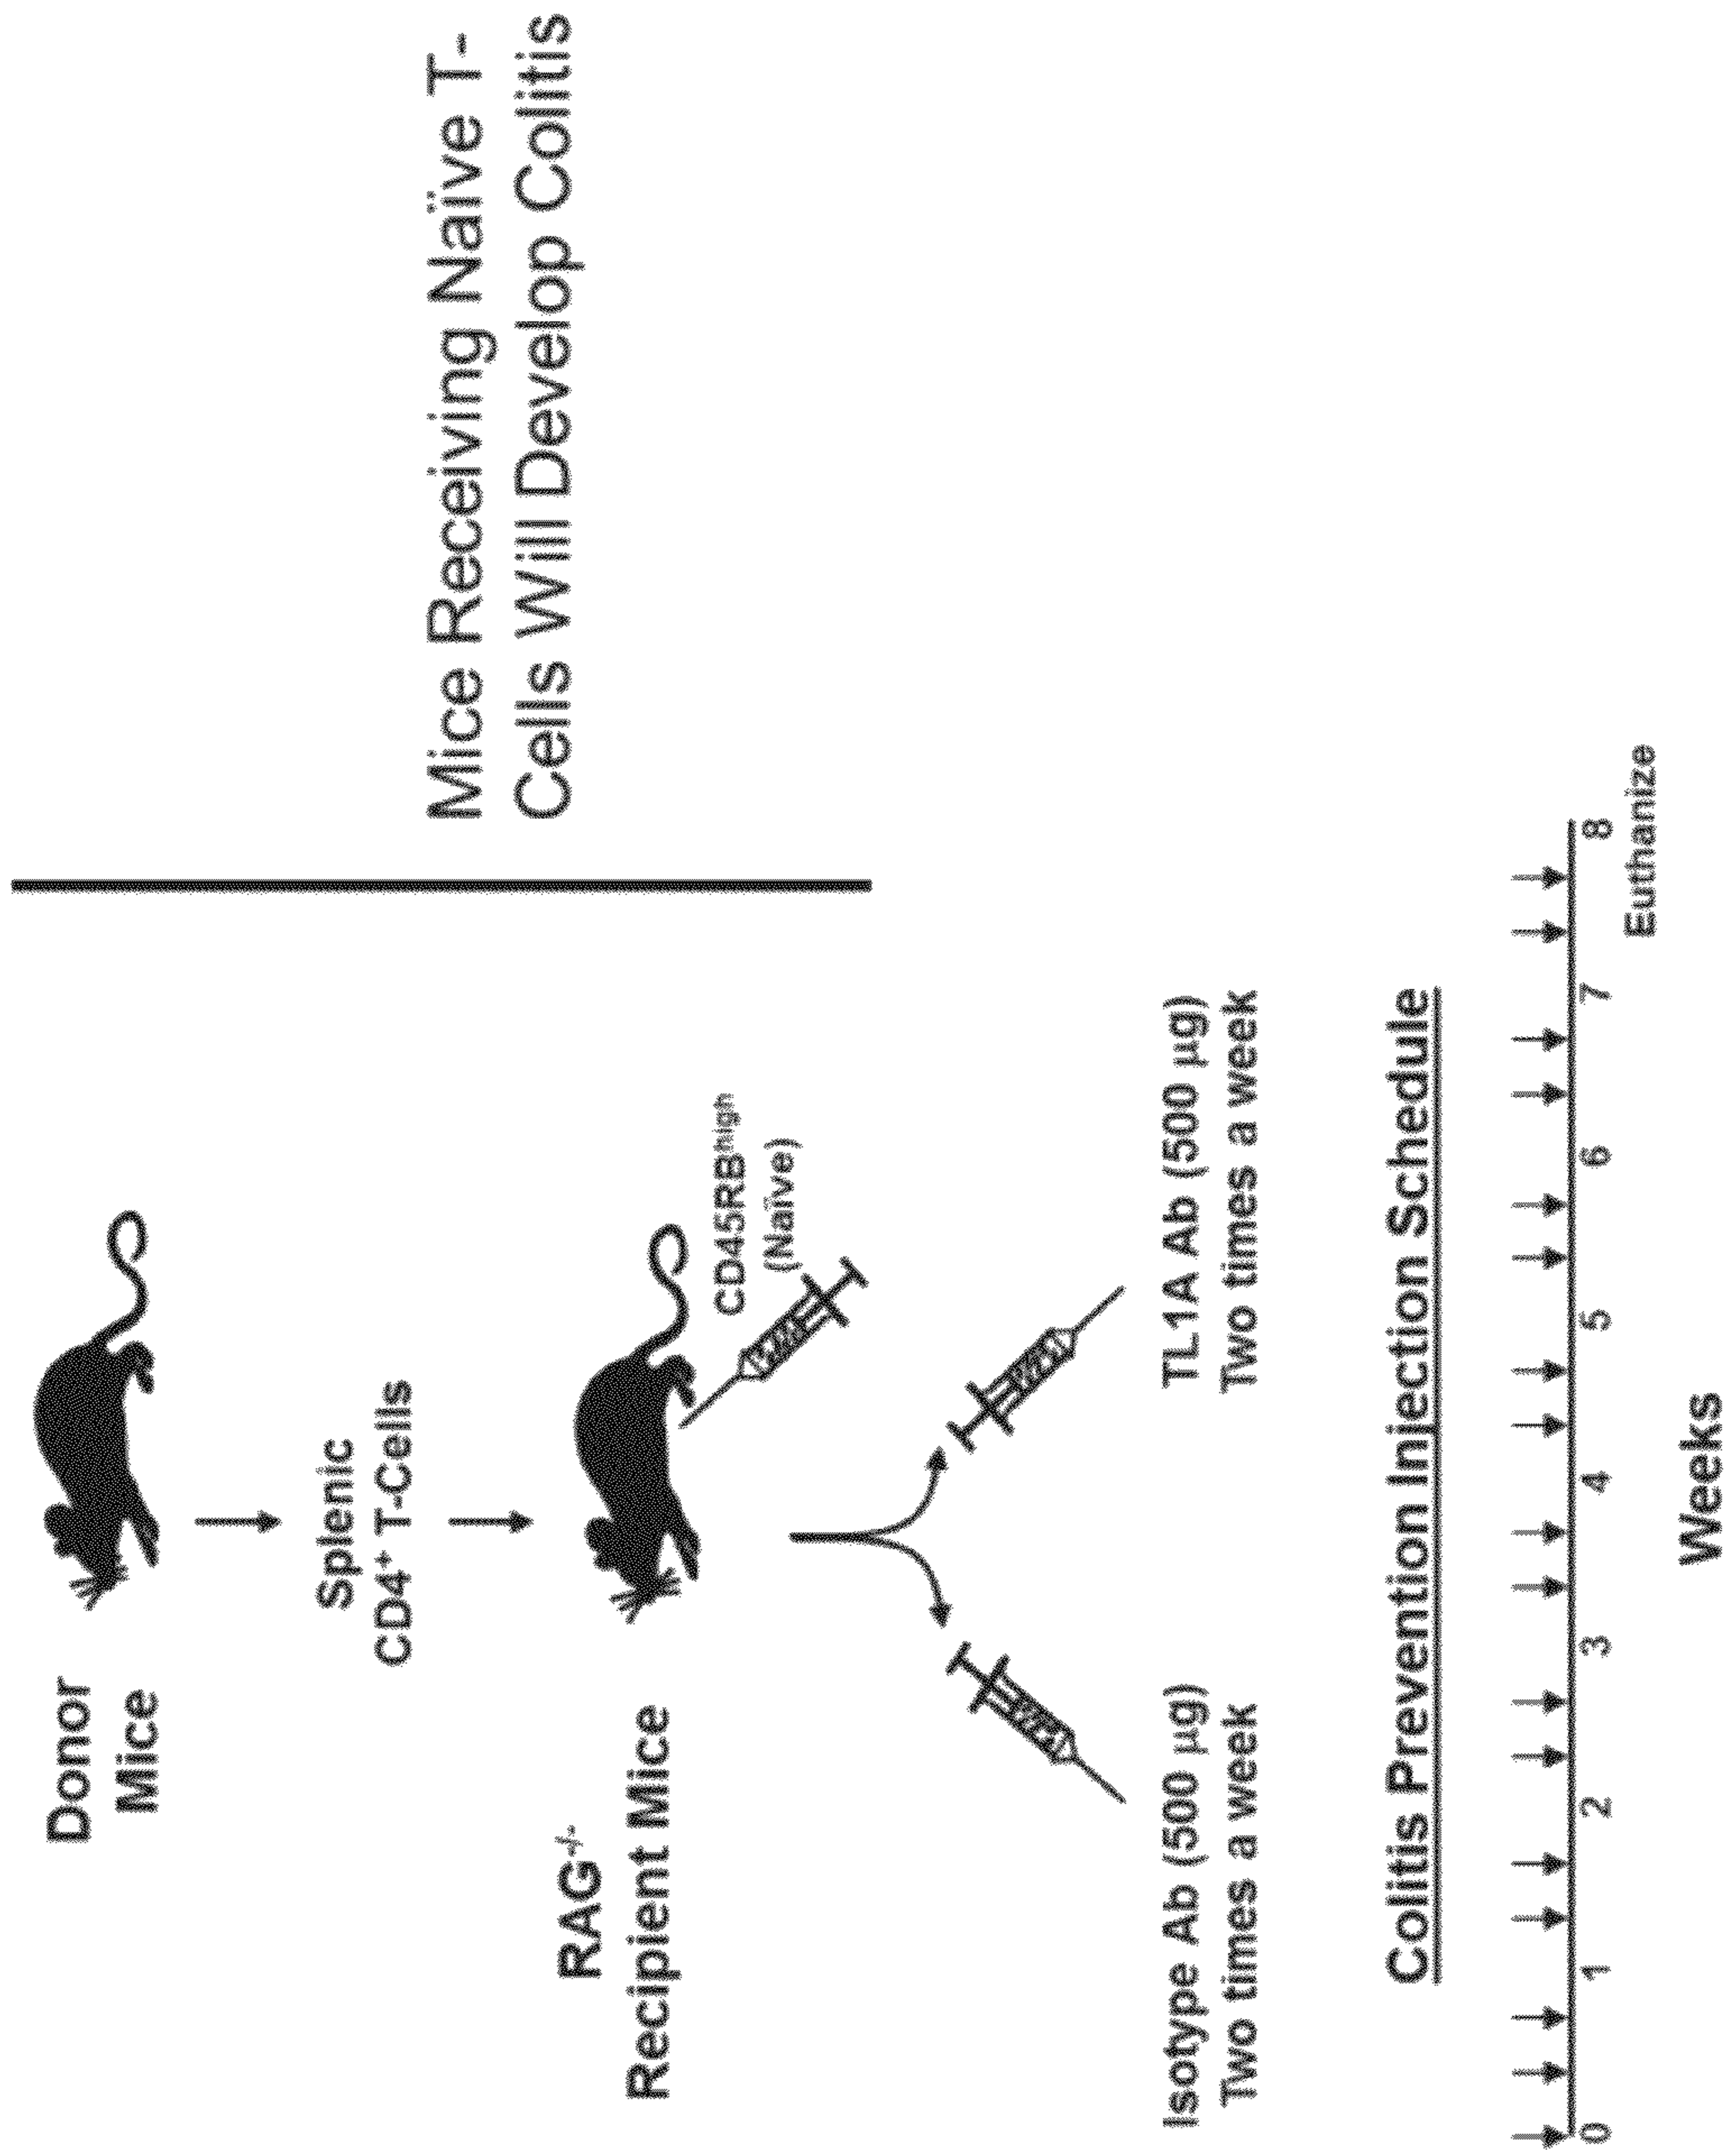 Donor
Mice
Splenic
CD4⁺ T-Cells
RAG⁻/⁻
Recipient Mice
CD45RBʰⁱᵍʰ
(Naïve)
Mice Receiving Naïve T-
Cells Will Develop Colitis
Isotype Ab (500 µg)
Two times a week
TL1A Ab (500 µg)
Two times a week
Colitis Prevention Injection Schedule
0 1 2 3 4 5 6 7 8
Euthanize
Weeks